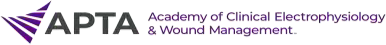 APTA
Academy of Clinical Electrophysiology
& Wound Management